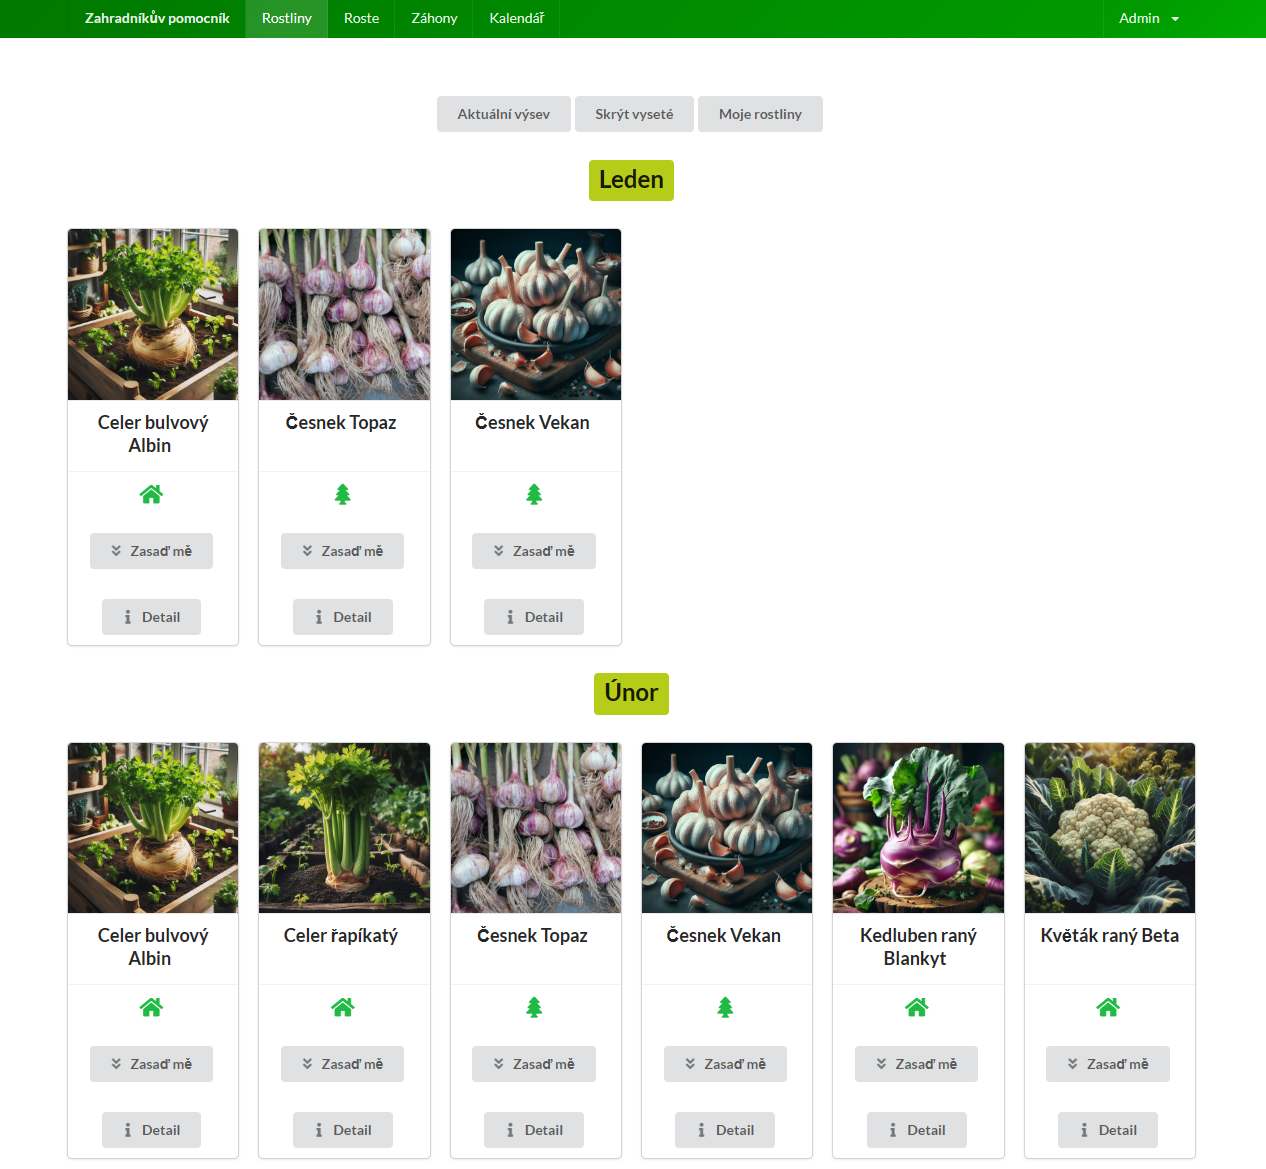 Zahradníkův pomocník Rostliny Roste Záhony Kalendář Admin
Aktuální výsev Skrýt vyseté Moje rostliny
Leden
Celer bulvový Albin
Česnek Topaz
Česnek Vekan
Zasaď mě Zasaď mě Zasaď mě
Detail Detail Detail
Únor
Celer bulvový Albin
Celer řapíkatý
Česnek Topaz
Česnek Vekan
Kedluben raný Blankyt
Květák raný Beta
Zasaď mě Zasaď mě Zasaď mě Zasaď mě Zasaď mě Zasaď mě
Detail Detail Detail Detail Detail Detail